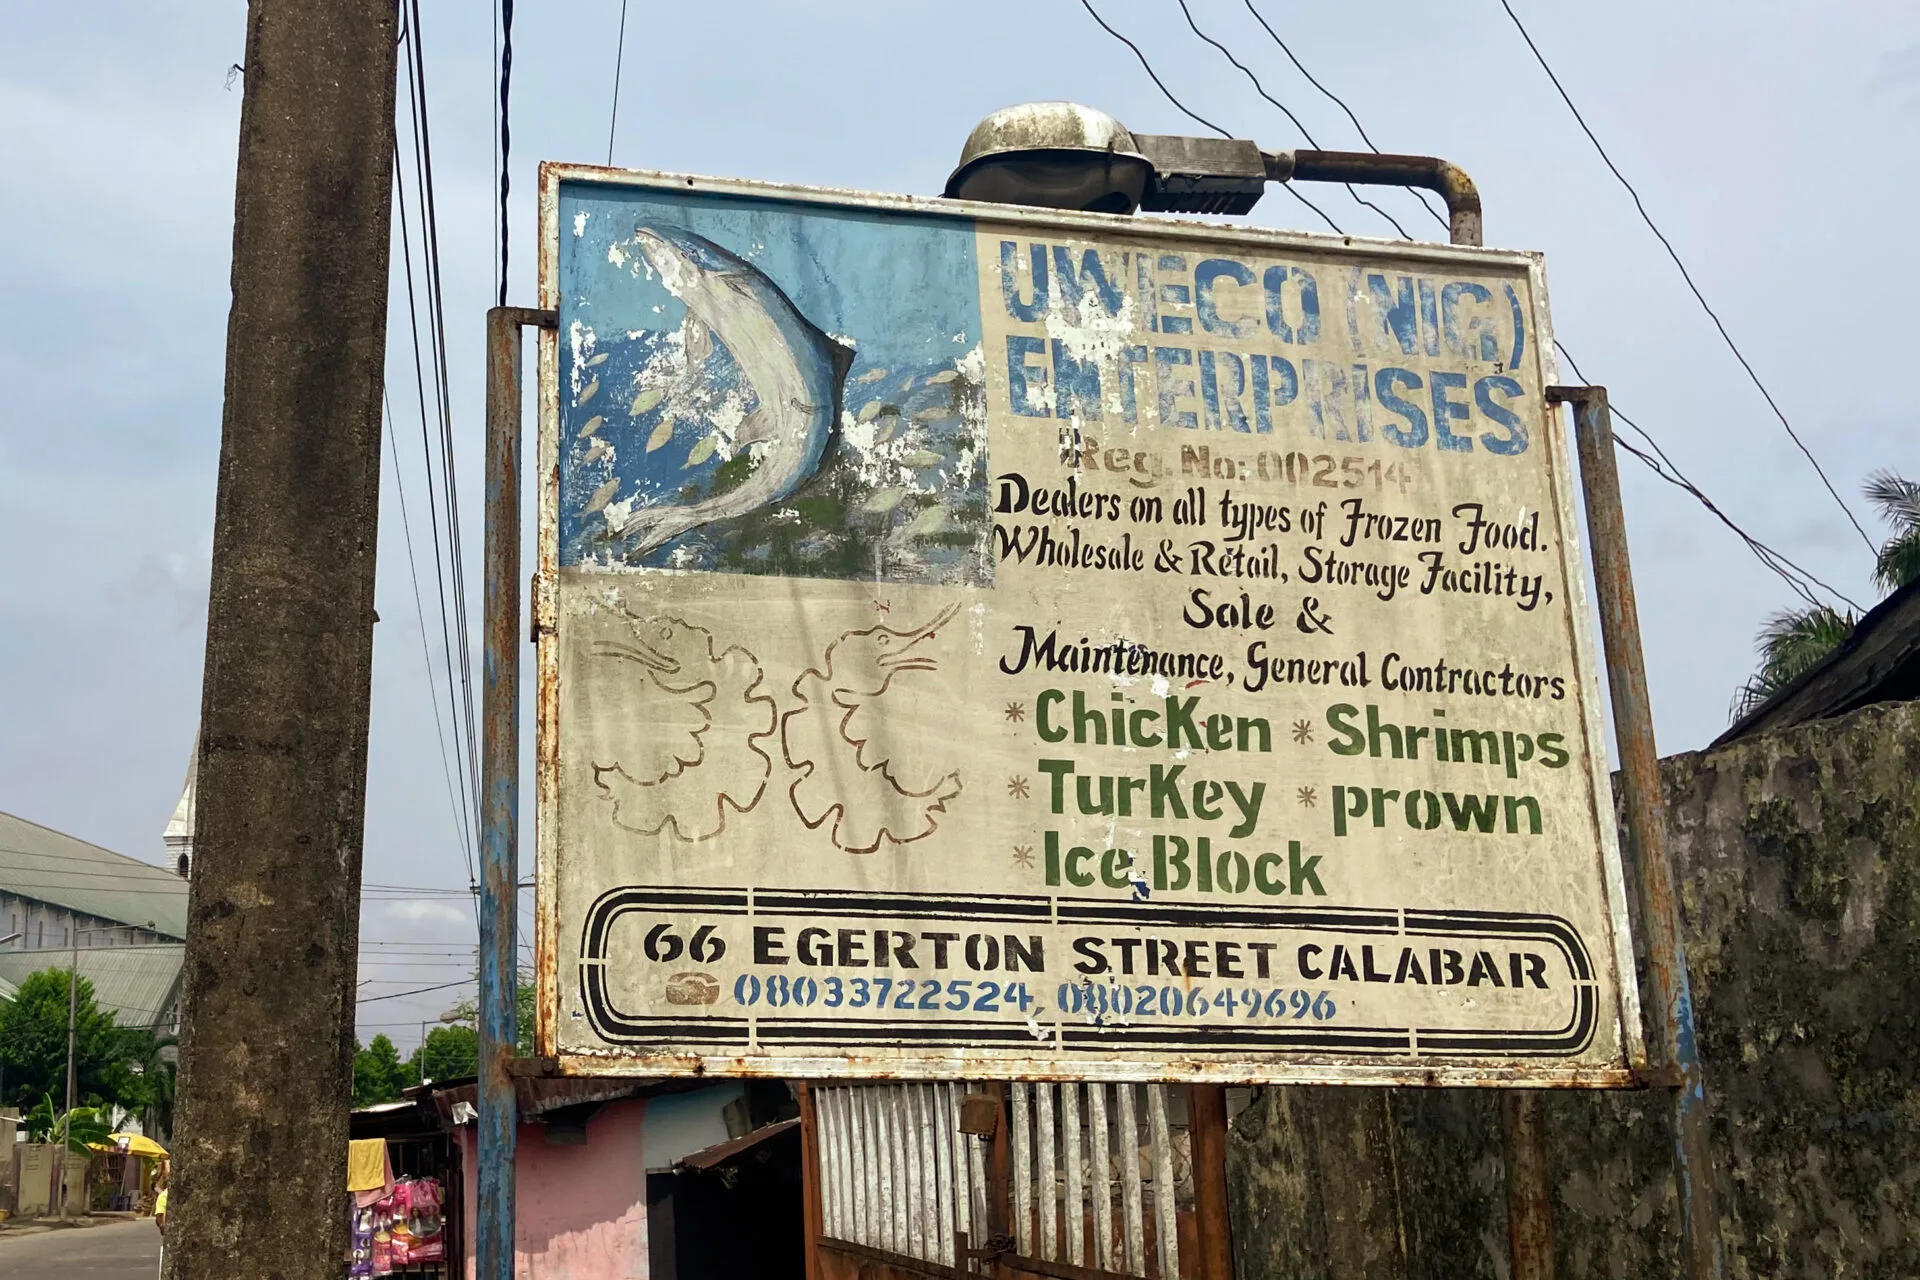 UWECO (NIG)
ENTERPRISES
Reg. No: 002514
Dealers on all types of Frozen Food.
Wholesale & Retail, Storage Facility,
Sale &
Maintenance, General Contractors
* Chicken * Shrimps
* Turkey * prown
* Ice Block
66 EGERTON STREET CALABAR
08033722524, 08020649696